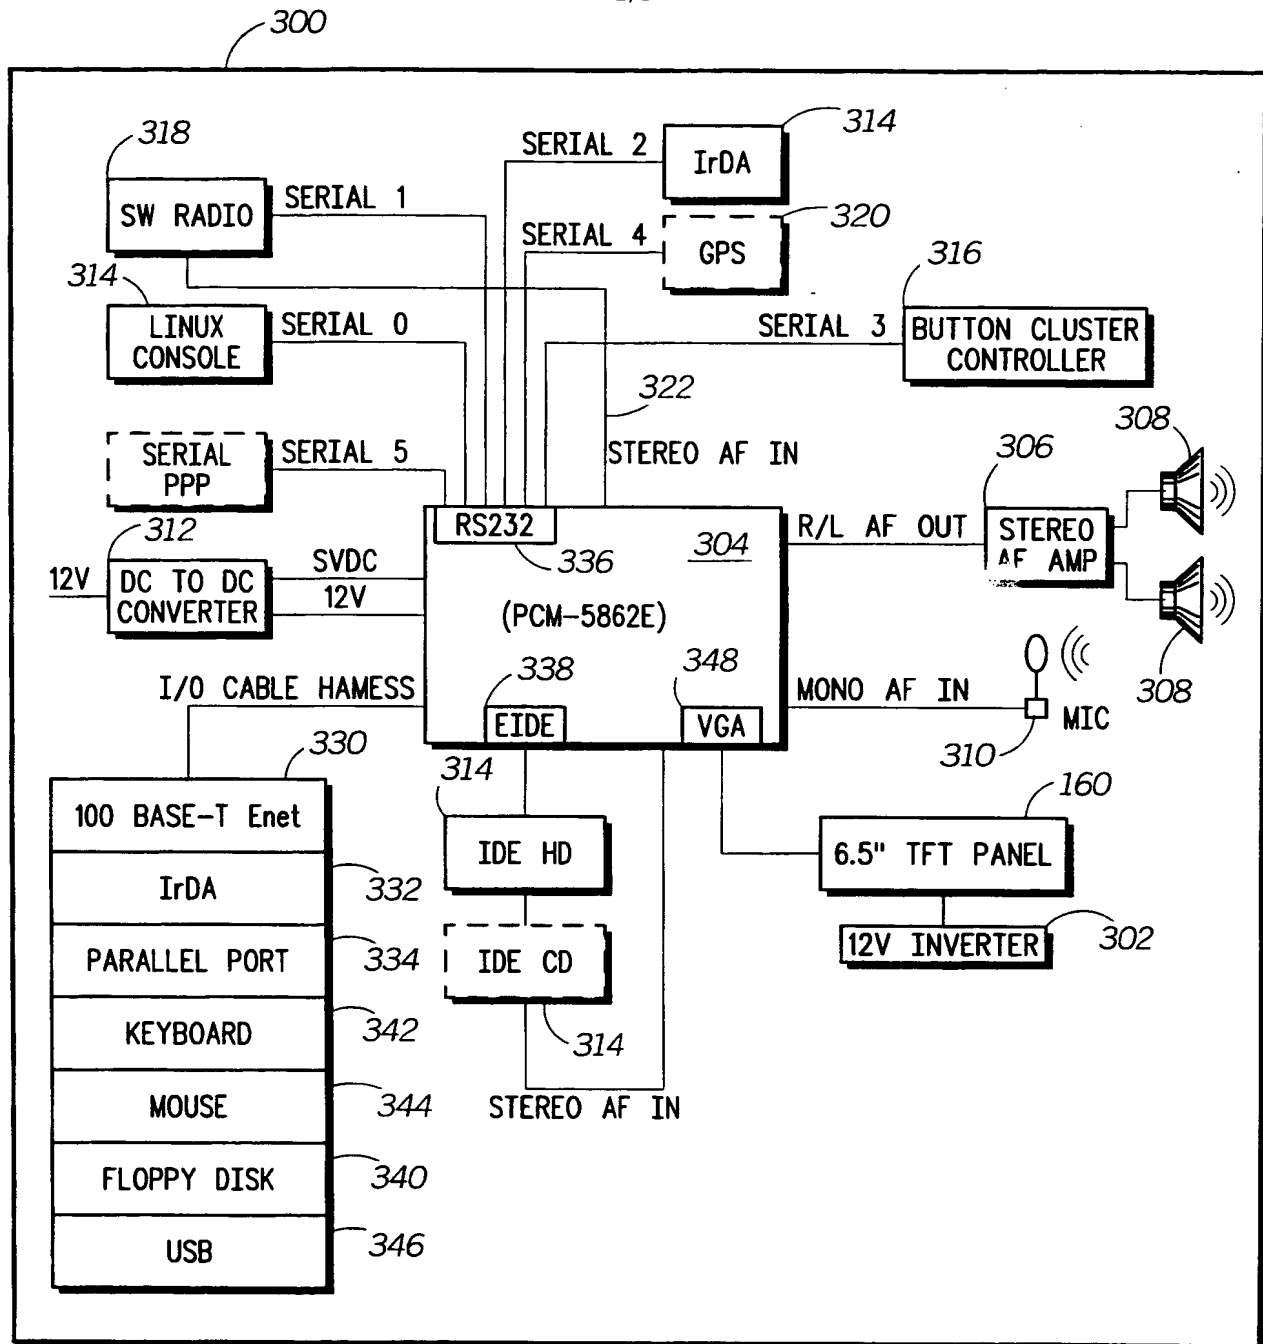 300
318
SERIAL 2
314
IrDA
SW RADIO
SERIAL 1
320
SERIAL 4
GPS
314
316
LINUX
CONSOLE
SERIAL 0
SERIAL 3
BUTTON CLUSTER
CONTROLLER
322
308
SERIAL
PPP
SERIAL 5
STEREO AF IN
306
312
RS232
336
304
R/L AF OUT
STEREO
AF AMP
12V
DC TO DC
CONVERTER
SVDC
12V
(PCM-5862E)
308
I/O CABLE HAMESS
338
348
MONO AF IN
MIC
EIDE
VGA
310
330
314
160
100 BASE-T Enet
IDE HD
6.5" TFT PANEL
IrDA
332
12V INVERTER
302
PARALLEL PORT
334
IDE CD
KEYBOARD
342
314
MOUSE
344
STEREO AF IN
FLOPPY DISK
340
USB
346